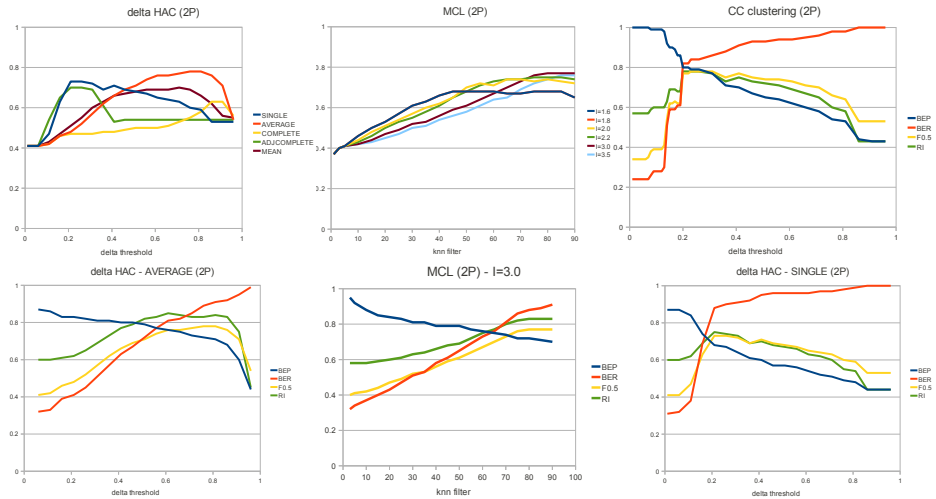 delta HAC (2P)
1
0.8
0.6
0.4
0.2
0
0 0.2 0.4 0.6 0.8 1
delta threshold
SINGLE
AVERAGE
COMPLETE
ADJCOMPLETE
MEAN
MCL (2P)
1
0.8
0.6
0.4
0.2
0
0 10 20 30 40 50 60 70 80 90
knn filter
I=1.6
I=1.8
I=2.0
I=2.2
I=3.0
I=3.5
CC clustering (2P)
1
0.8
0.6
0.4
0.2
0
0 0.2 0.4 0.6 0.8 1
delta threshold
BEP
BER
F0.5
RI
delta HAC - AVERAGE (2P)
1
0.8
0.6
0.4
0.2
0
0 0.2 0.4 0.6 0.8 1
delta threshold
BEP
BER
F0.5
RI
MCL (2P) - I=3.0
1
0.8
0.6
0.4
0.2
0
0 10 20 30 40 50 60 70 80 90 100
knn filter
BEP
BER
F0.5
RI
delta HAC - SINGLE (2P)
1
0.8
0.6
0.4
0.2
0
0 0.2 0.4 0.6 0.8 1
delta threshold
BEP
BER
F0.5
RI